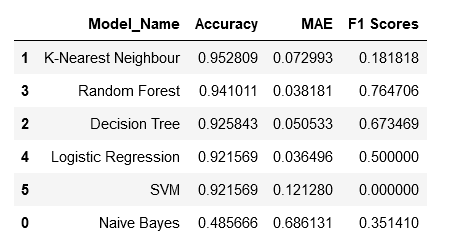 Model_Name Accuracy MAE F1 Scores
1 K-Nearest Neighbour 0.952809 0.072993 0.181818
3 Random Forest 0.941011 0.038181 0.764706
2 Decision Tree 0.925843 0.050533 0.673469
4 Logistic Regression 0.921569 0.036496 0.500000
5 SVM 0.921569 0.121280 0.000000
0 Naive Bayes 0.485666 0.686131 0.351410